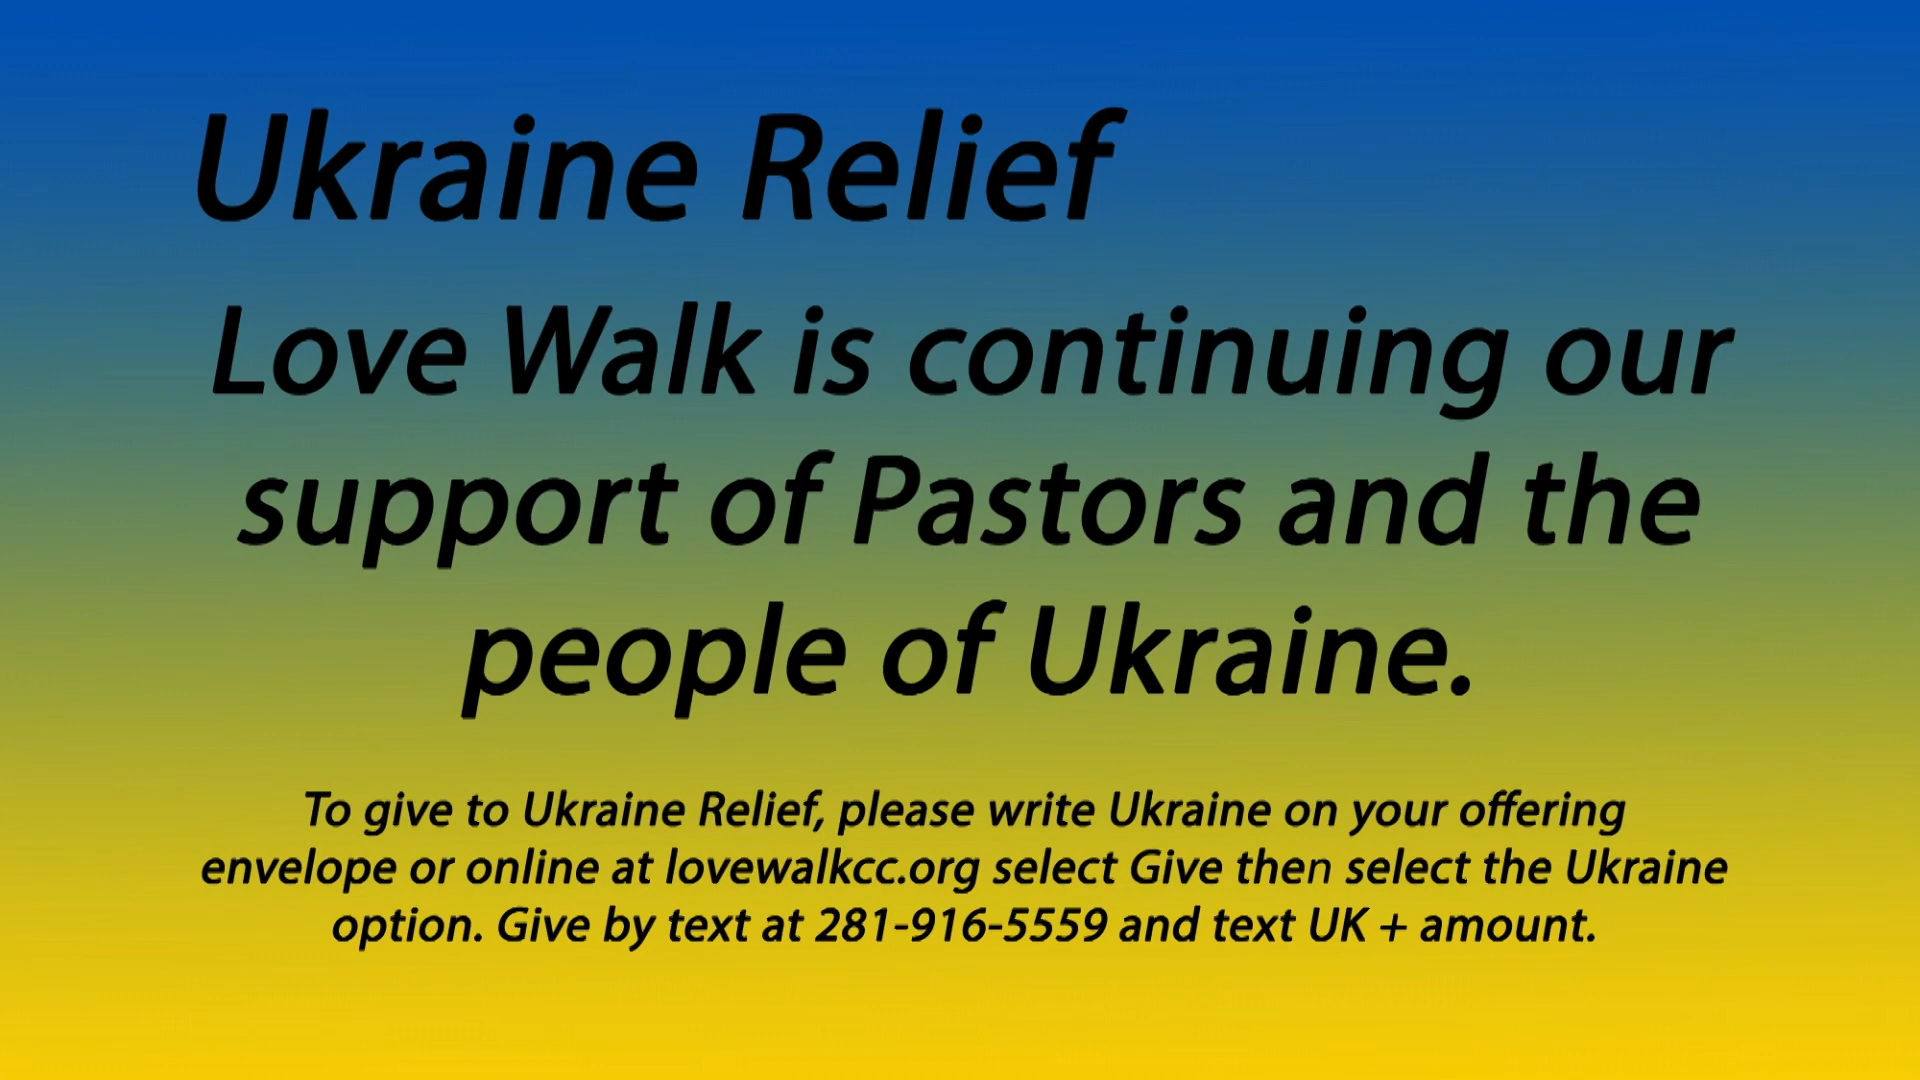 Ukraine Relief
Love Walk is continuing our
support of Pastors and the
people of Ukraine.
To give to Ukraine Relief, please write Ukraine on your offering
envelope or online at lovewalkcc.org select Give then select the Ukraine
option. Give by text at 281-916-5559 and text UK + amount.